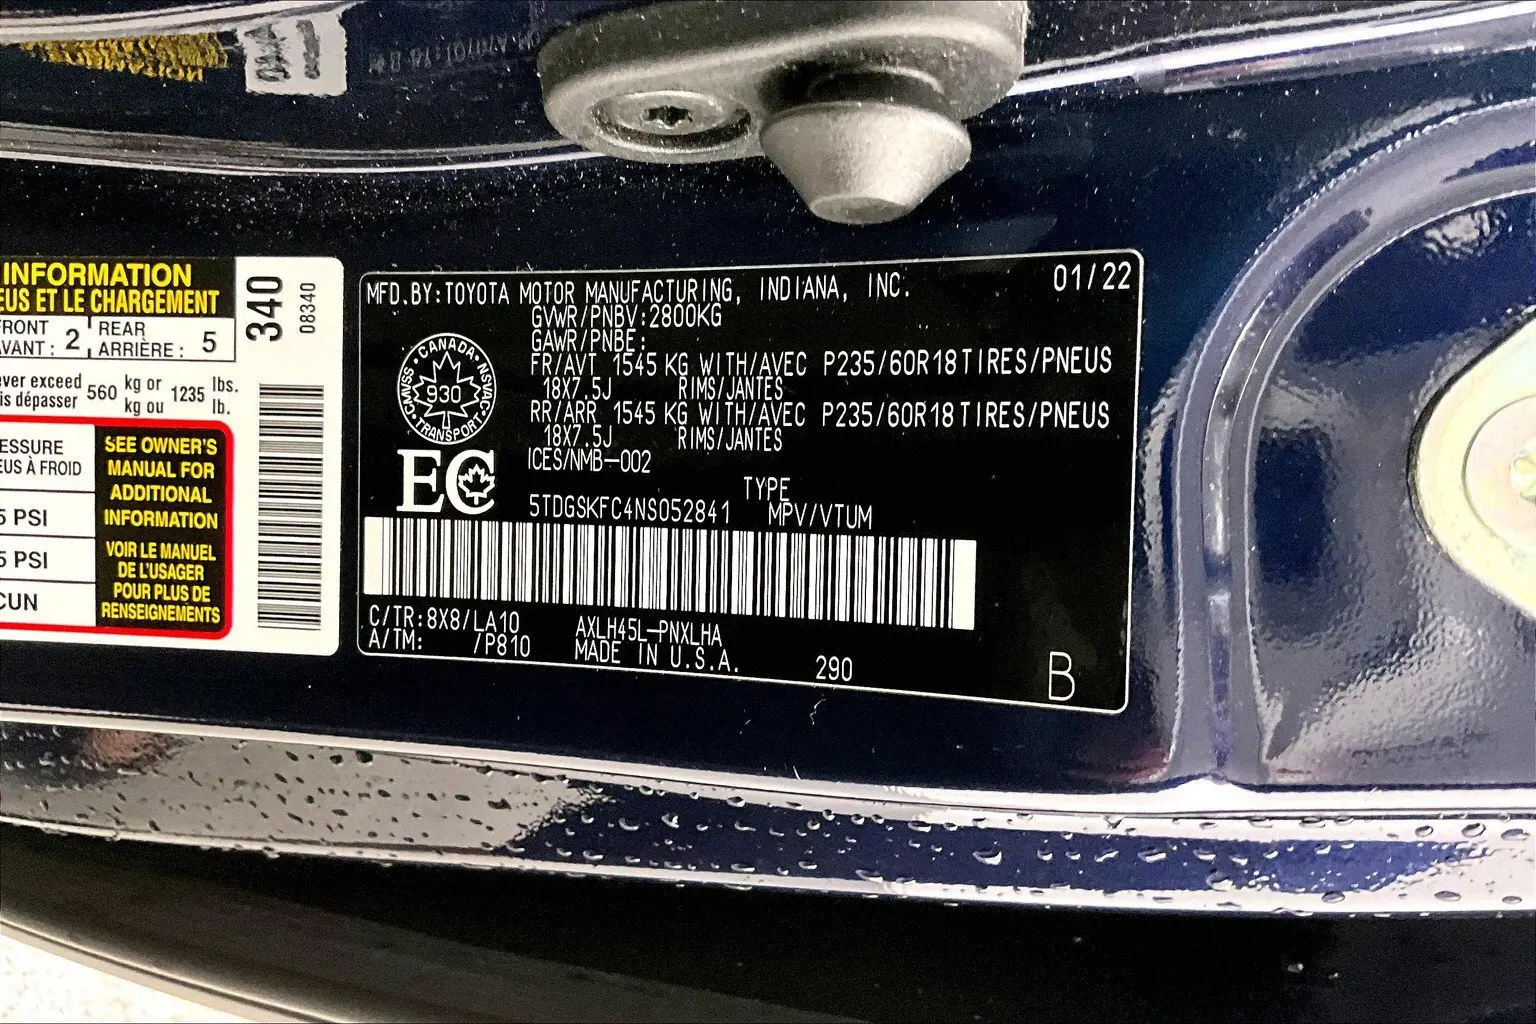 INFORMATION
EUS ET LE CHARGEMENT
FRONT
AVANT : 2
REAR
ARRIÈRE : 5
ever exceed 560 kg or 1235 lbs.
is dépasser kg ou lb.
ESSURE
EUS À FROID
5 PSI
5 PSI
CUN
SEE OWNER'S
MANUAL FOR
ADDITIONAL
INFORMATION
VOIR LE MANUEL
DE L'USAGER
POUR PLUS DE
RENSEIGNEMENTS
340
08340
MFD.BY:TOYOTA MOTOR MANUFACTURING, INDIANA, INC. 01/22
GVWR/PNBV:2800KG
GAWR/PNBE:
FR/AVT 1545 KG WITH/AVEC P235/60R18TIRES/PNEUS
18X7.5J RIMS/JANTES
RR/ARR 1545 KG WITH/AVEC P235/60R18TIRES/PNEUS
18X7.5J RIMS/JANTES
ICES/NMB-002
CANADA
CMVSS 930 NSVAC
TRANSPORT
EC
TYPE
5TDGSKFC4NS052841 MPV/VTUM
C/TR:8X8/LA10 AXLH45L-PNXLHA
A/TM: /P810 MADE IN U.S.A. 290 B